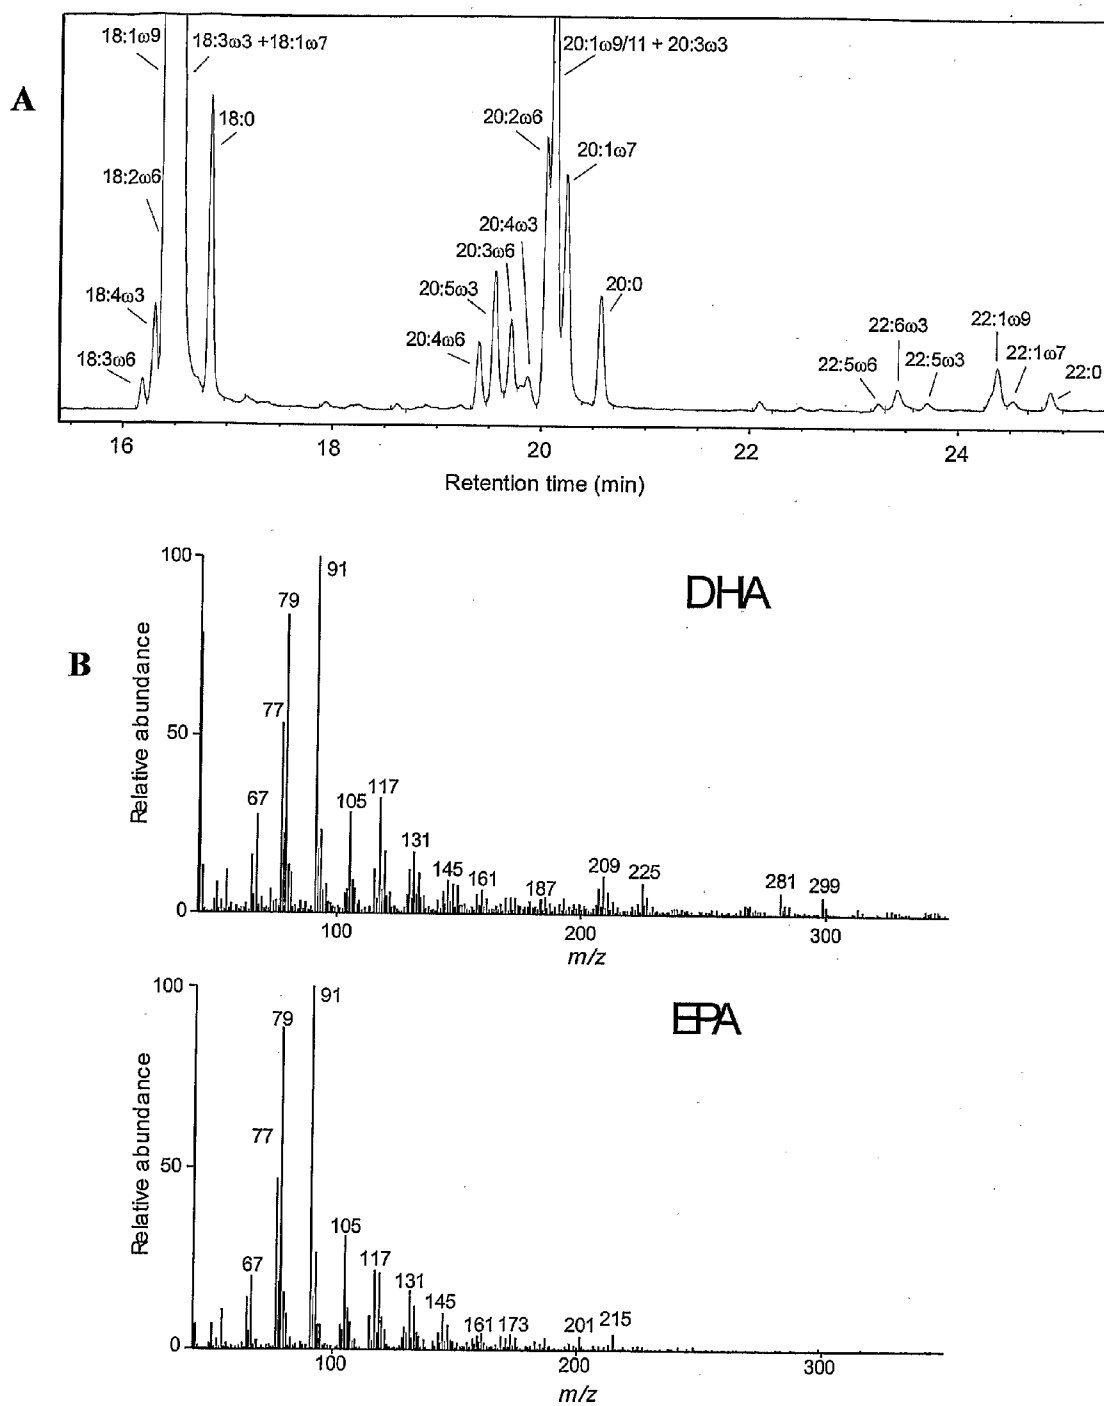 A
18:1ω9
18:3ω3 +18:1ω7
20:1ω9/11 + 20:3ω3
18:0
20:2ω6
20:1ω7
18:2ω6
20:4ω3
20:3ω6
18:4ω3
20:5ω3
20:0
18:3ω6
20:4ω6
22:6ω3
22:1ω9
22:5ω6
22:5ω3
22:1ω7
22:0
16 18 20 22 24
Retention time (min)
B
DHA
Relative abundance
100
50
0
67
77
79
91
105
117
131
145
161
187
209
225
281
299
100 200 300
m/z
EPA
Relative abundance
100
50
0
67
77
79
91
105
117
131
145
161
173
201
215
100 200 300
m/z